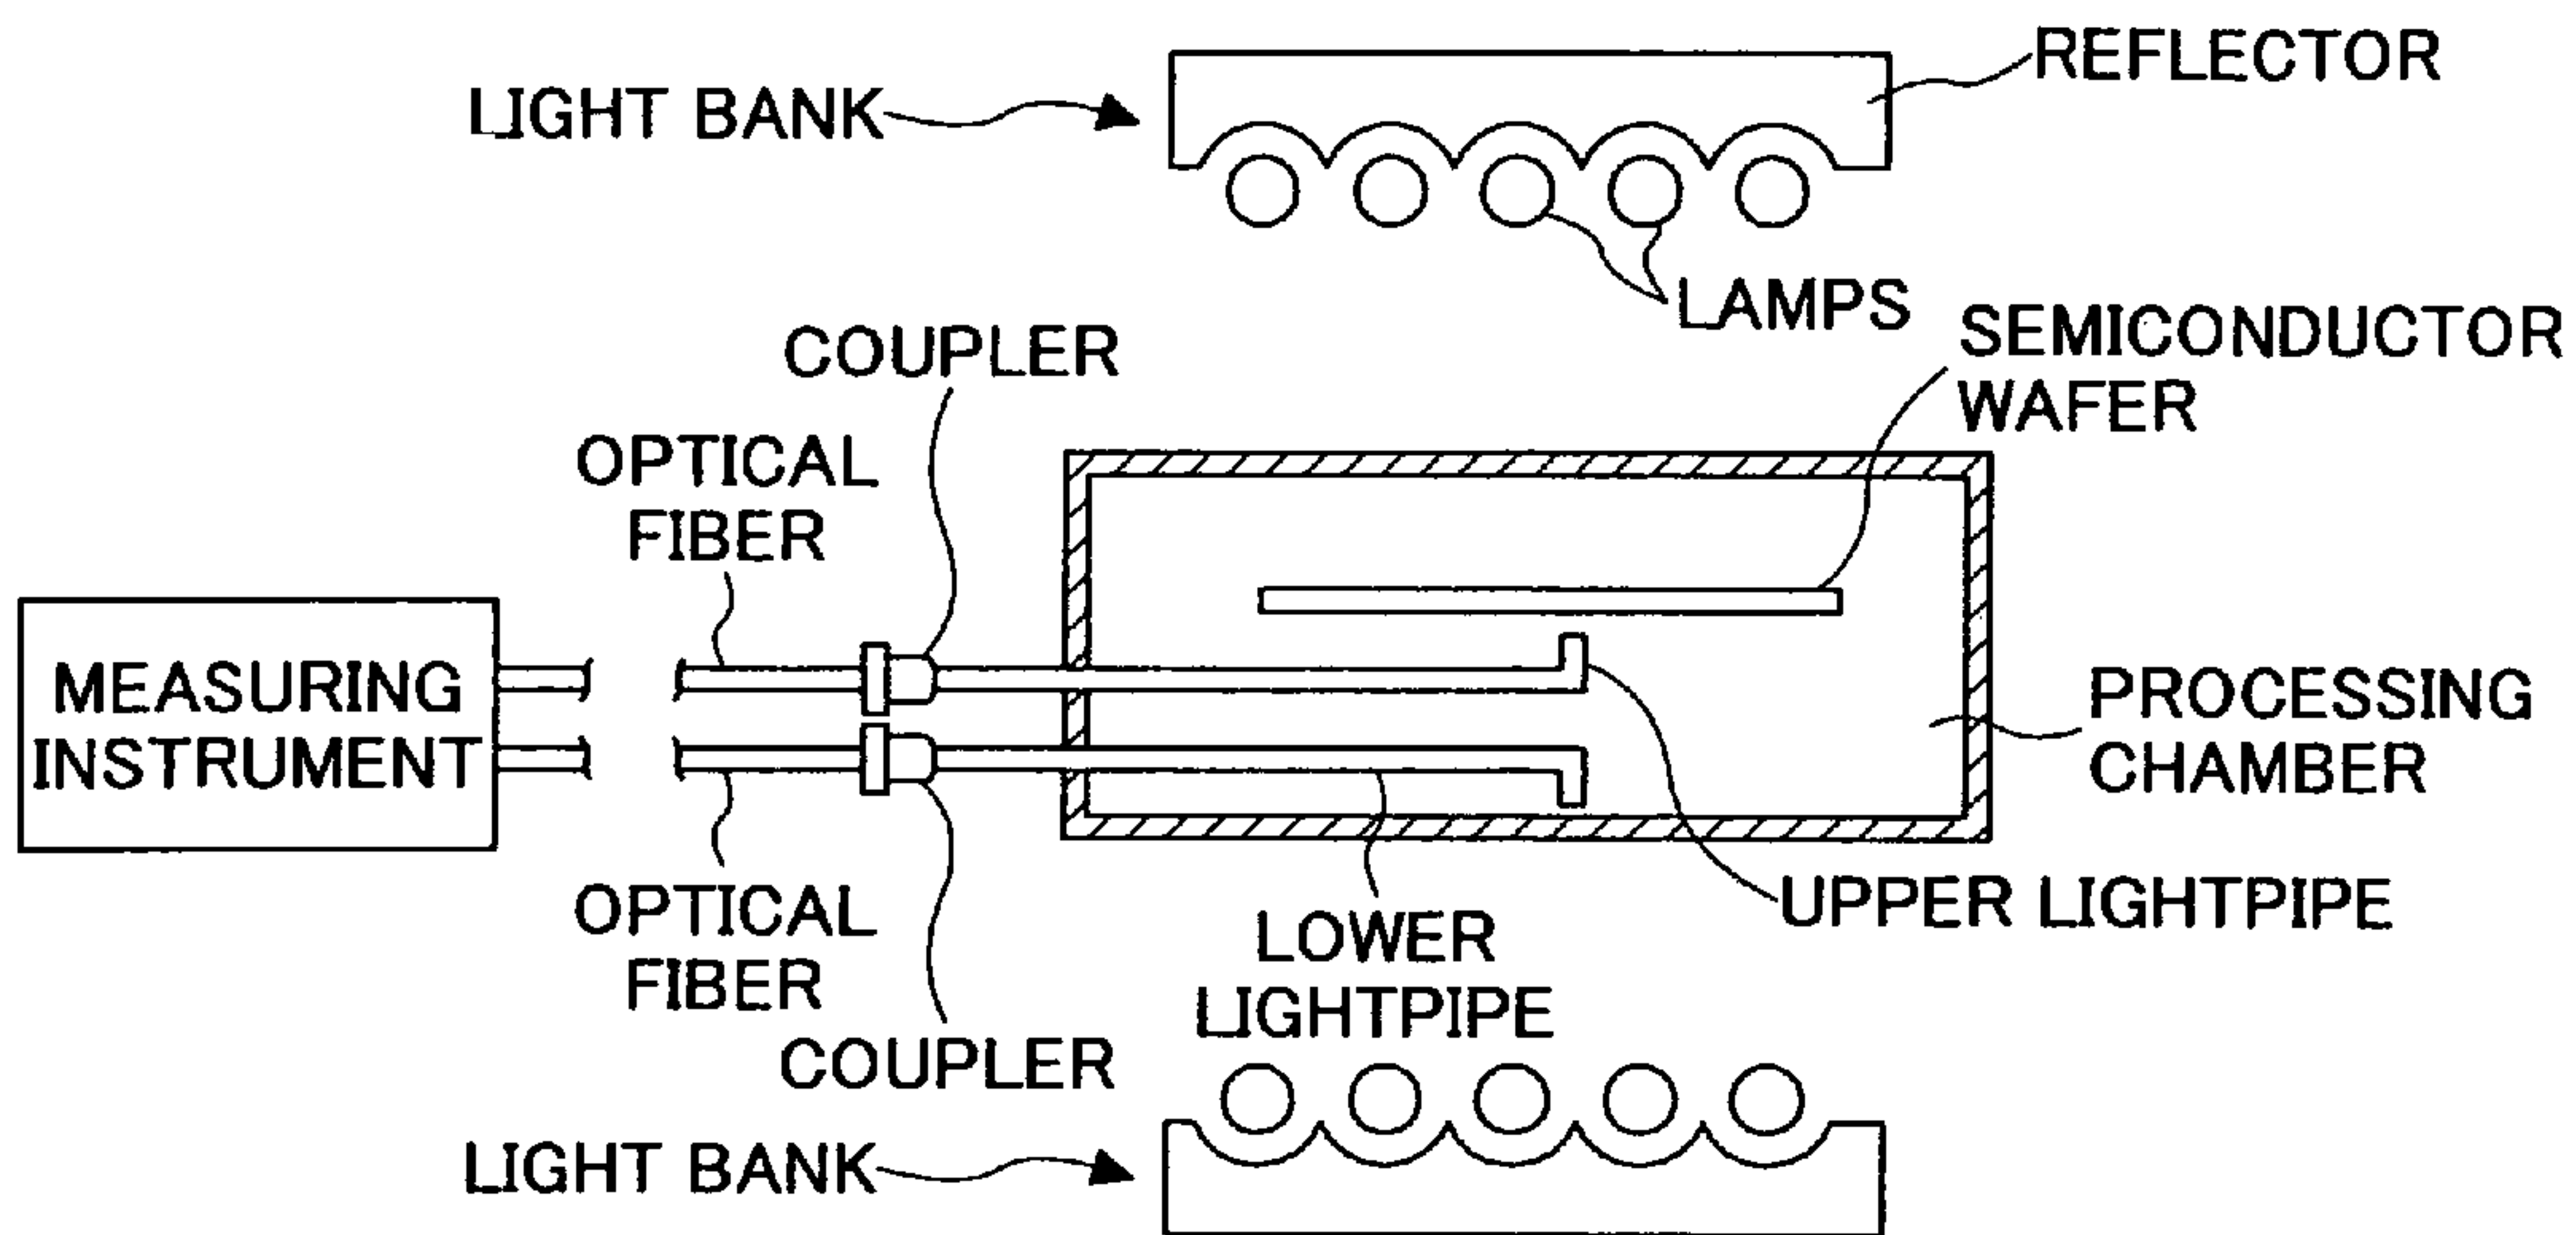 REFLECTOR
LIGHT BANK
LAMPS
SEMICONDUCTOR
WAFER
COUPLER
OPTICAL
FIBER
MEASURING
INSTRUMENT
PROCESSING
CHAMBER
UPPER LIGHTPIPE
LOWER
LIGHTPIPE
OPTICAL
FIBER
COUPLER
LIGHT BANK